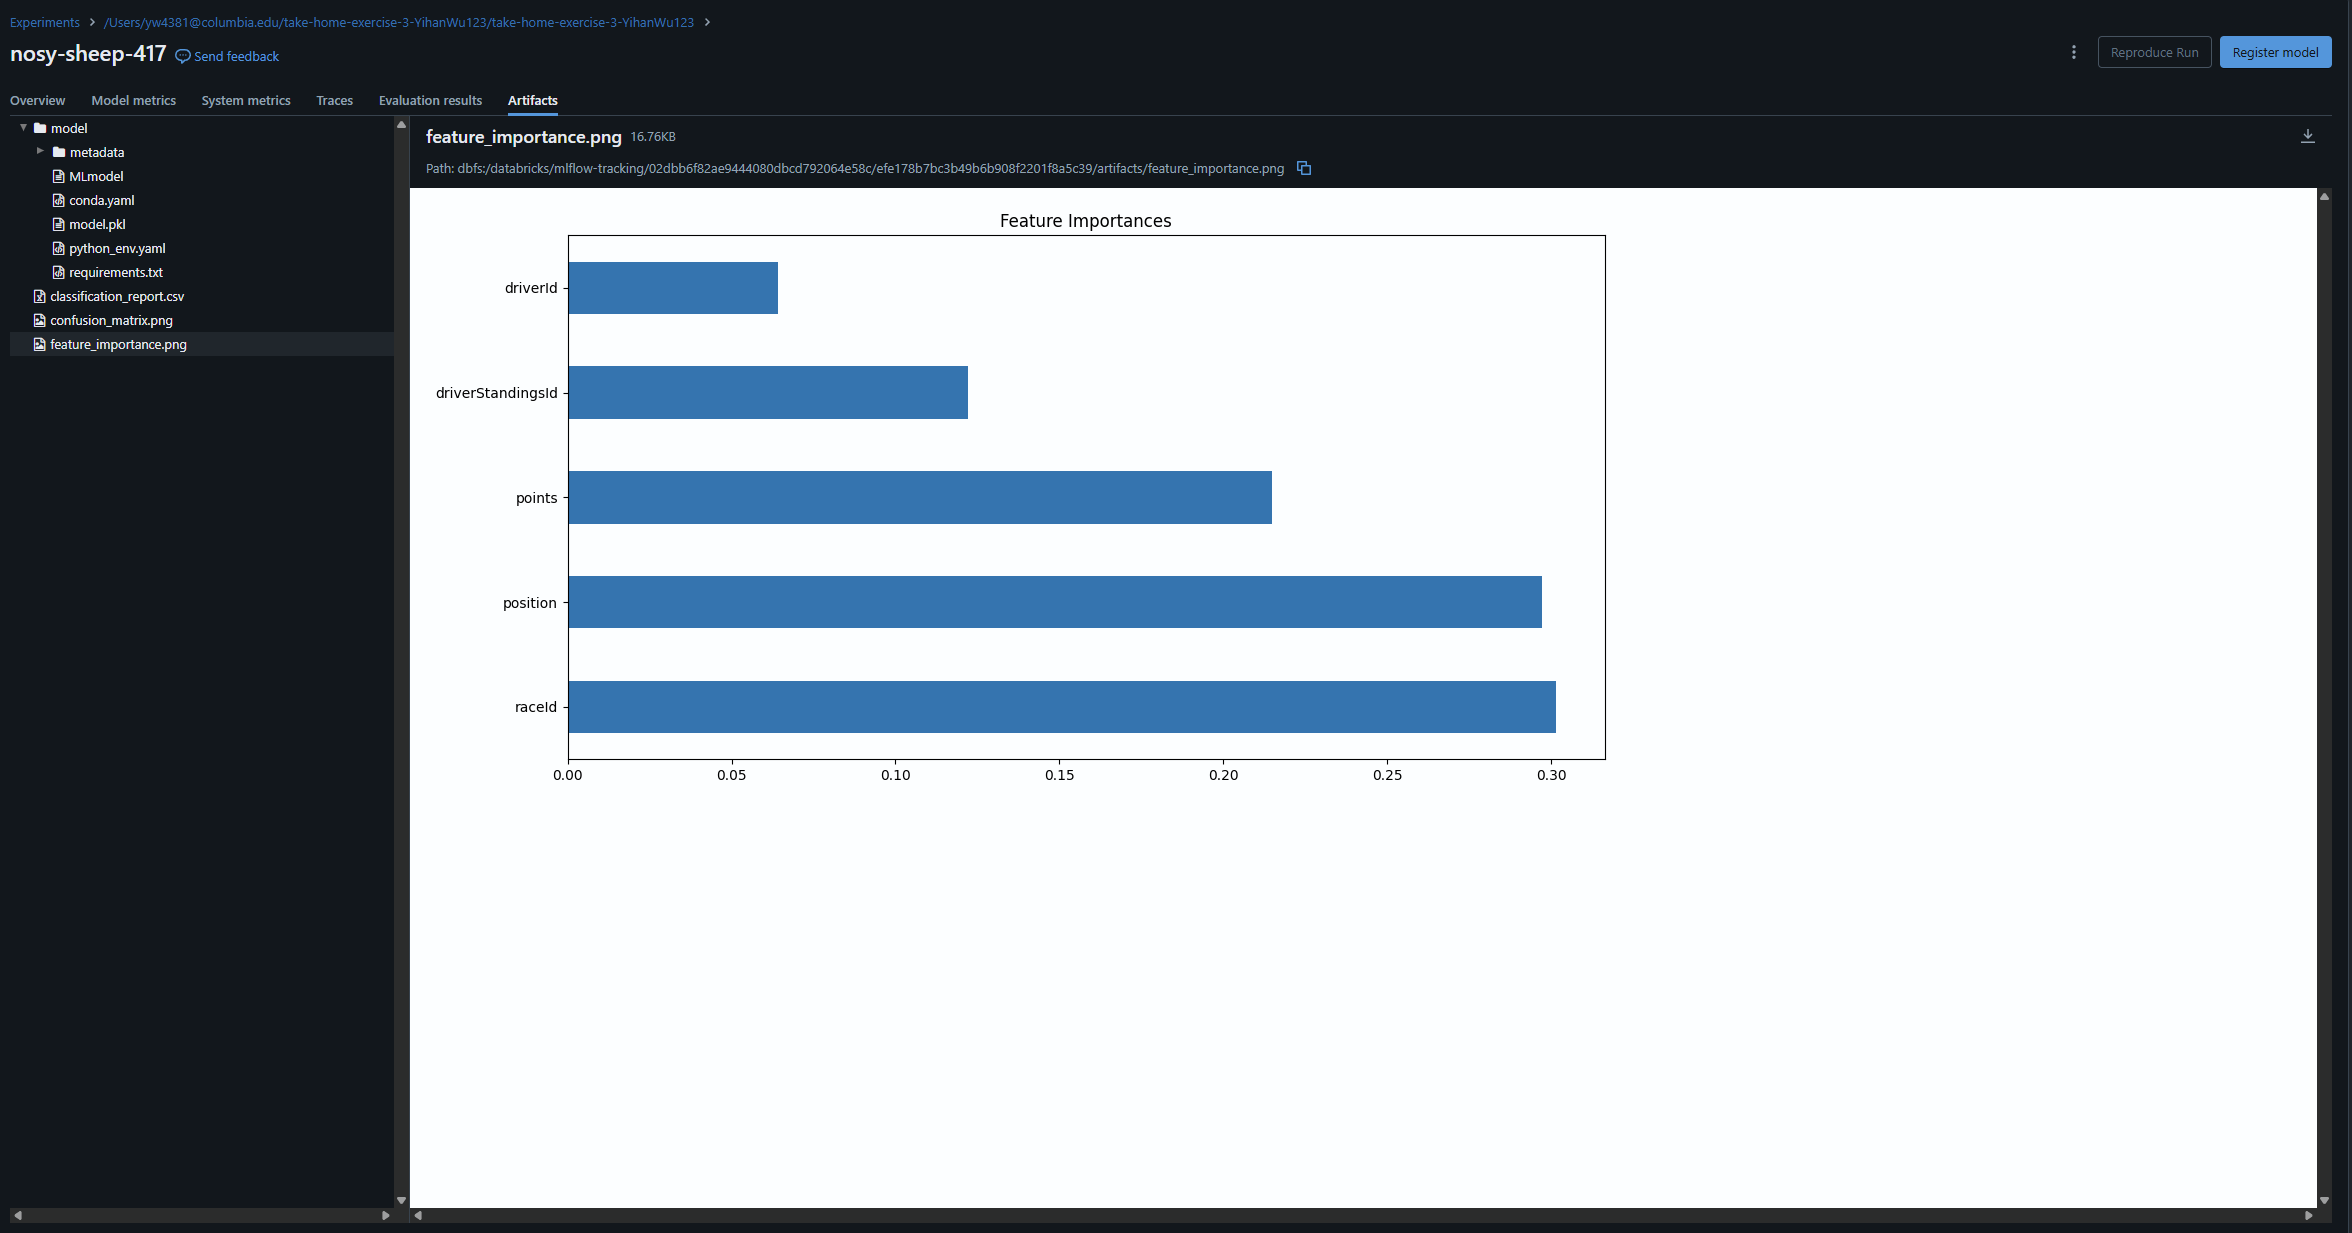 Experiments > /Users/yw4381@columbia.edu/take-home-exercise-3-YihanWu123/take-home-exercise-3-YihanWu123 >
nosy-sheep-417 Send feedback
Reproduce Run Register model
Overview Model metrics System metrics Traces Evaluation results Artifacts
model
metadata
MLmodel
conda.yaml
model.pkl
python_env.yaml
requirements.txt
classification_report.csv
confusion_matrix.png
feature_importance.png
feature_importance.png 16.76KB
Path: dbfs:/databricks/mlflow-tracking/02dbb6f82ae9444080dbcd792064e58c/efe178b7bc3b49b6b908f2201f8a5c39/artifacts/feature_importance.png
Feature Importances
driverId
driverStandingsId
points
position
raceId
0.00 0.05 0.10 0.15 0.20 0.25 0.30